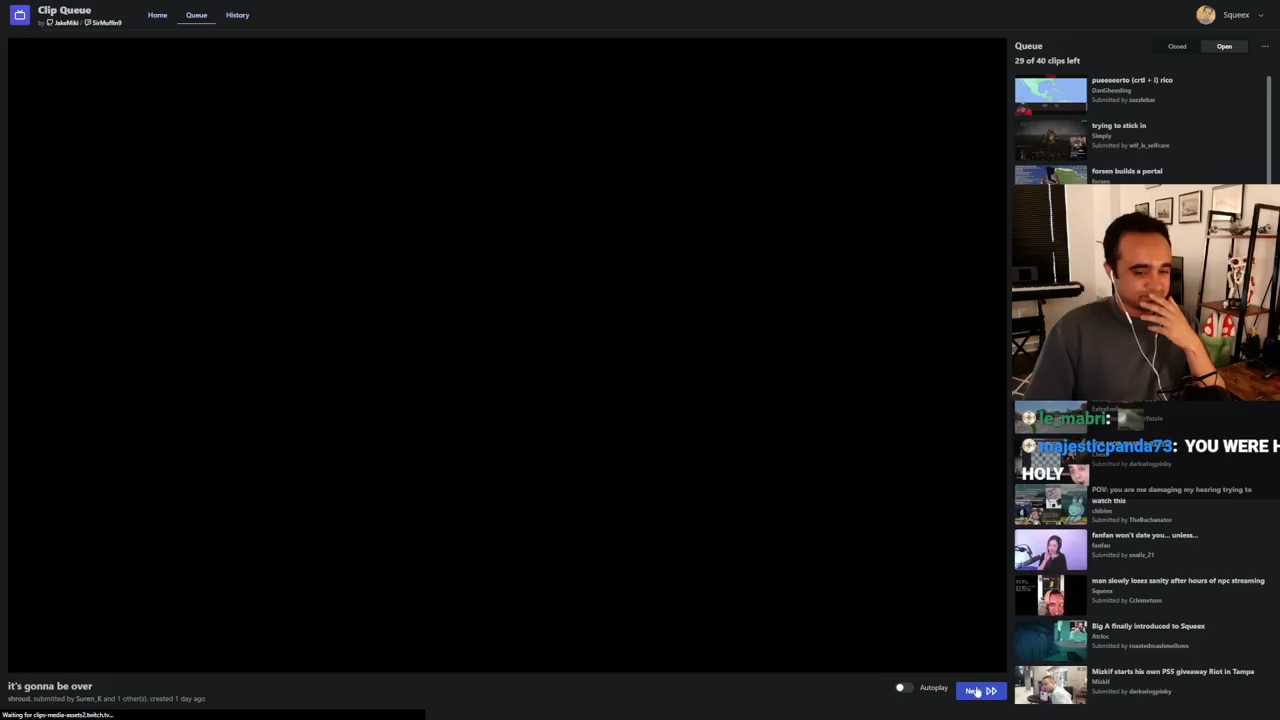 Clip Queue
by JakeMiki / SirMuffin9
Home
Queue
History
Squeex
Queue
Closed
Open
29 of 40 clips left
pueeeeerto (crtl + i) rico
DanGheesling
Submitted by zazzlebar
trying to stick in
Simply
Submitted by wtf_is_selfcare
forsen builds a portal
forsen
le_mabri:
majesticpanda73: YOU WERE H
HOLY
Submitted by darkwingpinky
POV: you are me damaging my hearing trying to
watch this
chiblee
Submitted by TheBuchanator
fanfan won't date you... unless...
fanfan
Submitted by snailz_21
man slowly loses sanity after hours of npc streaming
Squeex
Submitted by Cclemetson
Big A finally introduced to Squeex
Atrioc
Submitted by roastedmashmellows
Mizkif starts his own PS5 giveaway Riot in Tampa
Mizkif
Submitted by darkwingpinky
it's gonna be over
shroud, submitted by Suren_K and 1 other(s), created 1 day ago
Autoplay
Waiting for clips-media-assets2.twitch.tv...